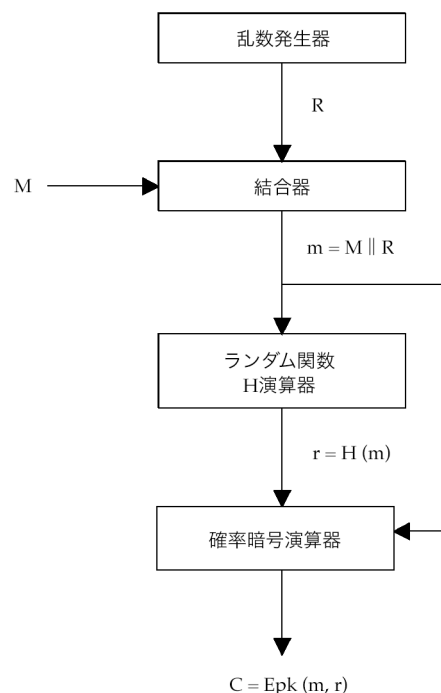 乱数発生器
R
M
結合器
m = M || R
ランダム関数
H演算器
r = H (m)
確率暗号演算器
C = Epk (m, r)